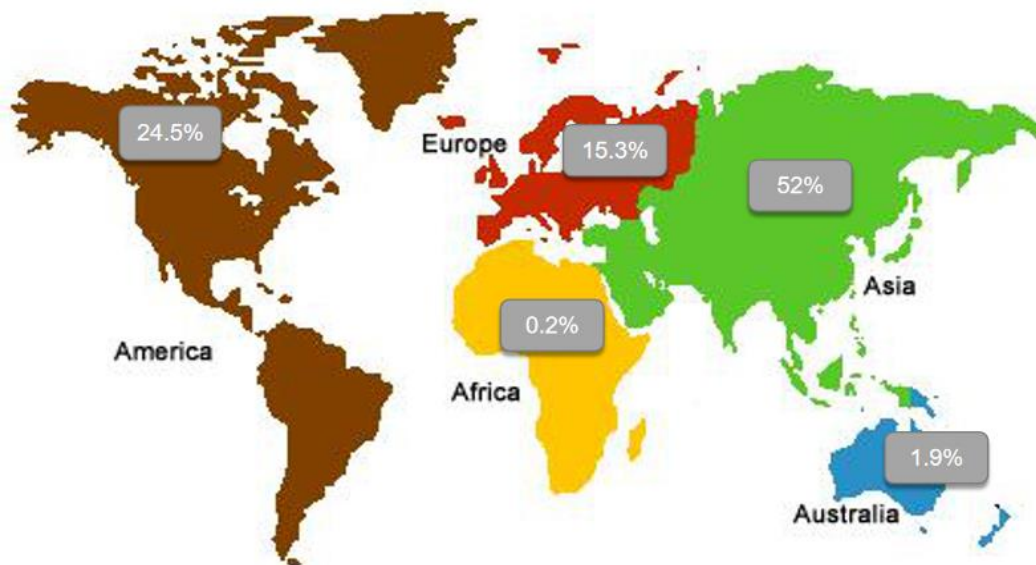 24.5%
Europe
15.3%
52%
Asia
0.2%
America
Africa
1.9%
Australia